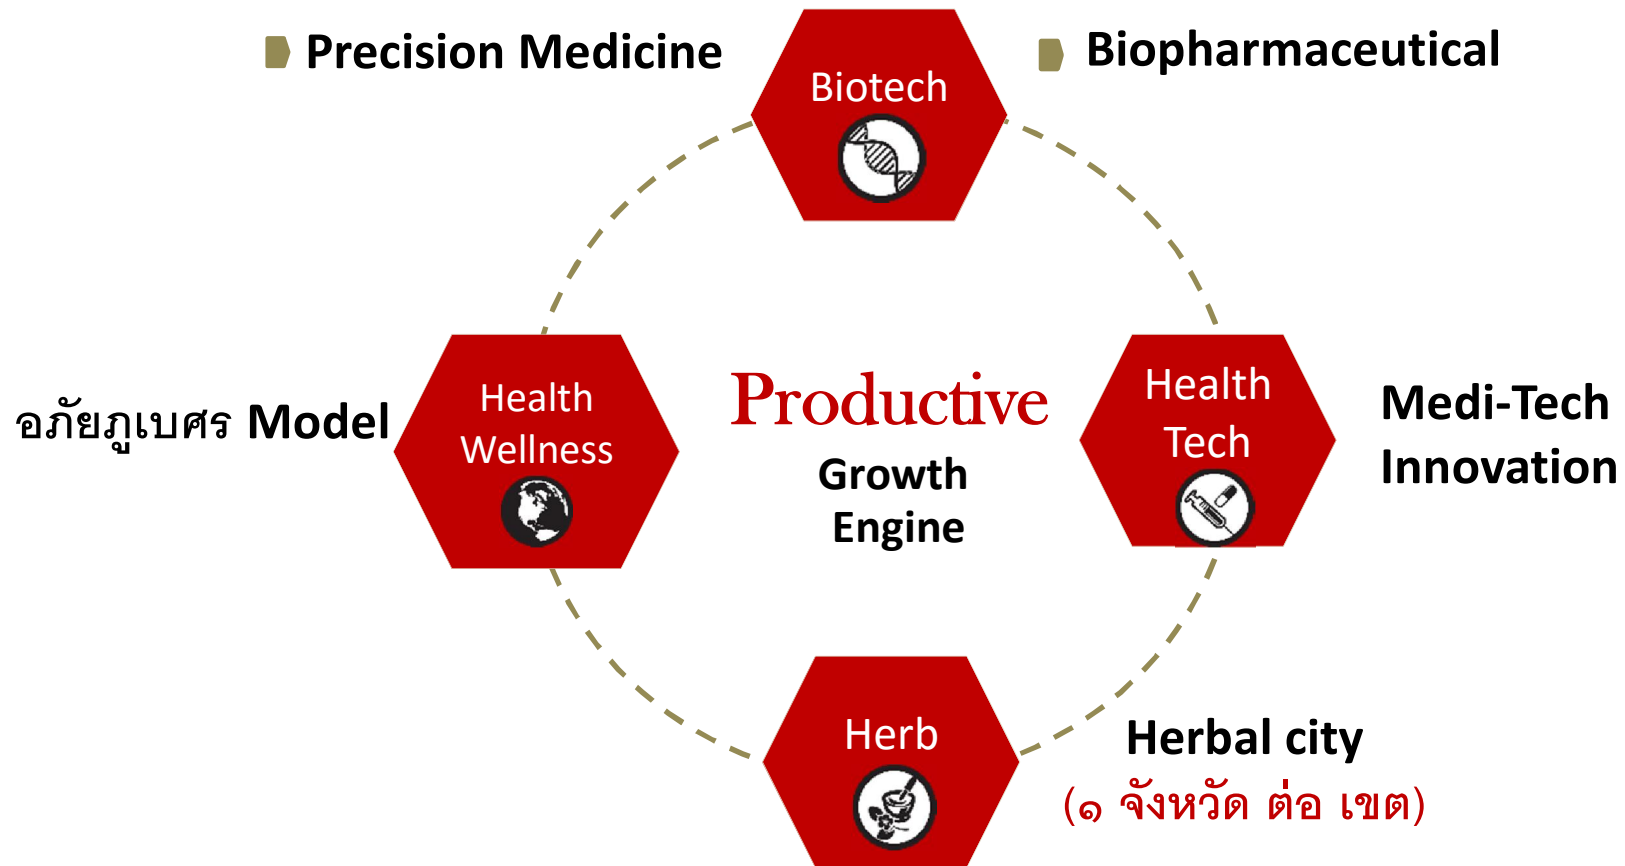 Precision Medicine
Biotech
Biopharmaceutical
อภัยภูเบศร Model
Health
Wellness
Productive
Growth
Engine
Health
Tech
Medi-Tech
Innovation
Herb
Herbal city
(๑ จังหวัด ต่อ เขต)